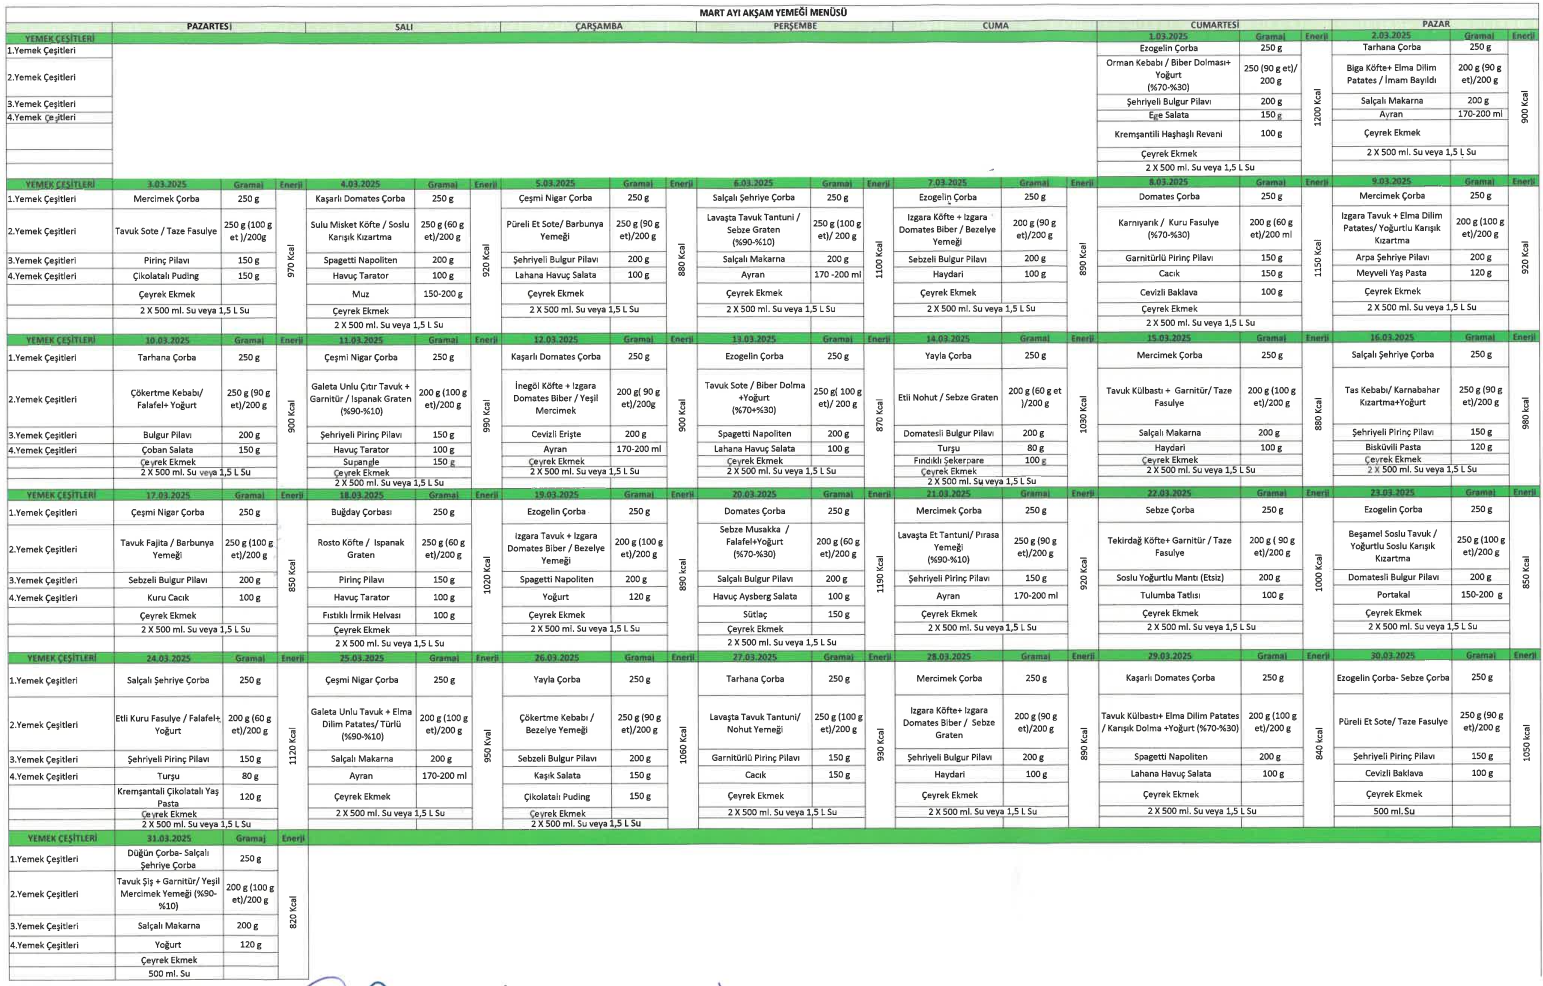 MART AYI AKŞAM YEMEĞİ MENÜSÜ
PAZARTESİ SALI ÇARŞAMBA PERŞEMBE CUMA CUMARTESİ PAZAR
YEMEK ÇEŞİTLERİ 1.03.2025 Gramaj Enerji 2.03.2025 Gramaj Enerji
1.Yemek Çeşitleri Ezogelin Çorba 250 g Tarhana Çorba 250 g
2.Yemek Çeşitleri Orman Kebabı / Biber Dolması+ Yoğurt (%70-%30) 250 (90 g et)/ 200 g Biga Köfte+ Elma Dilim Patates / İmam Bayıldı 200 g (90 g et)/200 g
3.Yemek Çeşitleri Şehriyeli Bulgur Pilavı 200 g Salçalı Makarna 200 g
4.Yemek Çeşitleri Ege Salata 150 g Ayran 170-200 ml
Kremşantili Haşhaşlı Revani 100 g Çeyrek Ekmek
Çeyrek Ekmek 2 X 500 ml. Su veya 1,5 L Su
2 X 500 ml. Su veya 1,5 L Su
1200 Kcal 900 Kcal
YEMEK ÇEŞİTLERİ 3.03.2025 Gramaj Enerji 4.03.2025 Gramaj Enerji 5.03.2025 Gramaj Enerji 6.03.2025 Gramaj Enerji 7.03.2025 Gramaj Enerji 8.03.2025 Gramaj Enerji 9.03.2025 Gramaj Enerji
1.Yemek Çeşitleri Mercimek Çorba 250 g Kaşarlı Domates Çorba 250 g Çeşmi Nigar Çorba 250 g Salçalı Şehriye Çorba 250 g Ezogelin Çorba 250 g Domates Çorba 250 g Mercimek Çorba 250 g
2.Yemek Çeşitleri Tavuk Sote / Taze Fasulye 250 g (100 g et )/200g Sulu Misket Köfte / Soslu Karışık Kızartma 250 g (60 g et)/200 g Püreli Et Sote/ Barbunya Yemeği 250 g (90 g et)/200 g Lavaşta Tavuk Tantuni / Sebze Graten (%90-%10) 250 g (100 g et)/200 g Izgara Köfte + Izgara Domates Biber / Bezelye Yemeği 200 g (90 g et)/200 g Karnıyarık / Kuru Fasulye (%70-%30) 200 g (60 g et)/200 ml Izgara Tavuk + Elma Dilim Patates/ Yoğurtlu Karışık Kızartma 200 g (100 g et)/200 g
3.Yemek Çeşitleri Pirinç Pilavı 150 g Spagetti Napoliten 200 g Şehriyeli Bulgur Pilavı 200 g Salçalı Makarna 200 g Sebzeli Bulgur Pilavı 200 g Garnitürlü Pirinç Pilavı 150 g Arpa Şehriye Pilavı 200 g
4.Yemek Çeşitleri Çikolatalı Puding 150 g Havuç Tarator 100 g Lahana Havuç Salata 100 g Ayran 170 -200 ml Haydari 100 g Cacık 150 g Meyveli Yaş Pasta 120 g
Çeyrek Ekmek Muz 150-200 g Çeyrek Ekmek Çeyrek Ekmek Çeyrek Ekmek Cevizli Baklava 100 g Çeyrek Ekmek
2 X 500 ml. Su veya 1,5 L Su Çeyrek Ekmek 2 X 500 ml. Su veya 1,5 L Su 2 X 500 ml. Su veya 1,5 L Su 2 X 500 ml. Su veya 1,5 L Su Çeyrek Ekmek 2 X 500 ml. Su veya 1,5 L Su
2 X 500 ml. Su veya 1,5 L Su 2 X 500 ml. Su veya 1,5 L Su
970 Kcal 920 Kcal 880 Kcal 1100 Kcal 890 Kcal 1150 Kcal 920 Kcal
YEMEK ÇEŞİTLERİ 10.03.2025 Gramaj Enerji 11.03.2025 Gramaj Enerji 12.03.2025 Gramaj Enerji 13.03.2025 Gramaj Enerji 14.03.2025 Gramaj Enerji 15.03.2025 Gramaj Enerji 16.03.2025 Gramaj Enerji
1.Yemek Çeşitleri Tarhana Çorba 250 g Çeşmi Nigar Çorba 250 g Kaşarlı Domates Çorba 250 g Ezogelin Çorba 250 g Yayla Çorba 250 g Mercimek Çorba 250 g Salçalı Şehriye Çorba 250 g
2.Yemek Çeşitleri Çökertme Kebabı/ Falafel+ Yoğurt 250 g (90 g et)/200 g Galeta Unlu Çıtır Tavuk + Garnitür / Ispanak Graten (%90-%10) 200 g (100 g et)/200 g İnegöl Köfte + Izgara Domates Biber / Yeşil Mercimek 200 g( 90 g et)/200g Tavuk Sote / Biber Dolma +Yoğurt (%70+%30) 250 g( 100 g et)/ 200 g Etli Nohut / Sebze Graten 200 g (60 g et )/200 g Tavuk Külbastı + Garnitür/ Taze Fasulye 200 g (100 g et)/200 g Tas Kebabı/ Karnabahar Kızartma+Yoğurt 250 g (90 g et)/200 g
3.Yemek Çeşitleri Bulgur Pilavı 200 g Şehriyeli Pirinç Pilavı 150 g Cevizli Erişte 200 g Spagetti Napoliten 200 g Domatesli Bulgur Pilavı 200 g Salçalı Makarna 200 g Şehriyeli Pirinç Pilavı 150 g
4.Yemek Çeşitleri Çoban Salata 150 g Havuç Tarator 100 g Ayran 170-200 ml Lahana Havuç Salata 100 g Turşu 80 g Haydari 100 g Bisküvili Pasta 120 g
Çeyrek Ekmek Supangle 150 g Çeyrek Ekmek Çeyrek Ekmek Fındıklı Şekerpare 100 g Çeyrek Ekmek Çeyrek Ekmek
2 X 500 ml. Su veya 1,5 L Su Çeyrek Ekmek 2 X 500 ml. Su veya 1,5 L Su 2 X 500 ml. Su veya 1,5 L Su Çeyrek Ekmek 2 X 500 ml. Su veya 1,5 L Su 2 X 500 ml. Su veya 1,5 L Su
2 X 500 ml. Su veya 1,5 L Su 2 X 500 ml. Su veya 1,5 L Su
900 Kcal 990 Kcal 900 Kcal 870 Kcal 1030 Kcal 880 Kcal 980 kcal
YEMEK ÇEŞİTLERİ 17.03.2025 Gramaj Enerji 18.03.2025 Gramaj Enerji 19.03.2025 Gramaj Enerji 20.03.2025 Gramaj Enerji 21.03.2025 Gramaj Enerji 22.03.2025 Gramaj Enerji 23.03.2025 Gramaj Enerji
1.Yemek Çeşitleri Çeşmi Nigar Çorba 250 g Buğday Çorbası 250 g Ezogelin Çorba 250 g Domates Çorba 250 g Mercimek Çorba 250 g Sebze Çorba 250 g Ezogelin Çorba 250 g
2.Yemek Çeşitleri Tavuk Fajita / Barbunya Yemeği 250 g (100 g et)/200 g Rosto Köfte / Ispanak Graten 250 g (60 g et)/200 g Izgara Tavuk + Izgara Domates Biber / Bezelye Yemeği 200 g (100 g et)/200 g Sebze Musakka / Falafel+Yoğurt (%70-%30) 200 g (60 g et)/200 g Lavaşta Et Tantuni/ Pırasa Yemeği (%90-%10) 250 g (90 g et)/200 g Tekirdağ Köfte+ Garnitür / Taze Fasulye 200 g ( 90 g et)/200 g Beşamel Soslu Tavuk / Yoğurtlu Soslu Karışık Kızartma 250 g (100 g et)/200 g
3.Yemek Çeşitleri Sebzeli Bulgur Pilavı 200 g Pirinç Pilavı 150 g Spagetti Napoliten 200 g Salçalı Bulgur Pilavı 200 g Şehriyeli Pirinç Pilavı 150 g Soslu Yoğurtlu Mantı (Etsiz) 200 g Domatesli Bulgur Pilavı 200 g
4.Yemek Çeşitleri Kuru Cacık 100 g Havuç Tarator 100 g Yoğurt 120 g Havuç Aysberg Salata 100 g Ayran 170-200 ml Tulumba Tatlısı 100 g Portakal 150-200 g
Çeyrek Ekmek Fıstıklı İrmik Helvası 100 g Çeyrek Ekmek Sütlaç 150 g Çeyrek Ekmek Çeyrek Ekmek Çeyrek Ekmek
2 X 500 ml. Su veya 1,5 L Su Çeyrek Ekmek 2 X 500 ml. Su veya 1,5 L Su Çeyrek Ekmek 2 X 500 ml. Su veya 1,5 L Su 2 X 500 ml. Su veya 1,5 L Su 2 X 500 ml. Su veya 1,5 L Su
2 X 500 ml. Su veya 1,5 L Su 2 X 500 ml. Su veya 1,5 L Su
850 Kcal 1020 Kcal 890 kcal 1190 Kcal 920 Kcal 1000 Kcal 850 Kcal
YEMEK ÇEŞİTLERİ 24.03.2025 Gramaj Enerji 25.03.2025 Gramaj Enerji 26.03.2025 Gramaj Enerji 27.03.2025 Gramaj Enerji 28.03.2025 Gramaj Enerji 29.03.2025 Gramaj Enerji 30.03.2025 Gramaj Enerji
1.Yemek Çeşitleri Salçalı Şehriye Çorba 250 g Çeşmi Nigar Çorba 250 g Yayla Çorba 250 g Tarhana Çorba 250 g Mercimek Çorba 250 g Kaşarlı Domates Çorba 250 g Ezogelin Çorba- Sebze Çorba 250 g
2.Yemek Çeşitleri Etli Kuru Fasulye / Falafel+ Yoğurt 200 g (60 g et)/200 g Galeta Unlu Tavuk + Elma Dilim Patates/ Türlü (%90-%10) 200 g (100 g et)/200 g Çökertme Kebabı / Bezelye Yemeği 250 g (90 g et)/200 g Lavaşta Tavuk Tantuni/ Nohut Yemeği 250 g (100 g et)/200 g Izgara Köfte+ Izgara Domates Biber / Sebze Graten 200 g (90 g et)/200 g Tavuk Külbastı+ Elma Dilim Patates / Karışık Dolma +Yoğurt (%70-%30) 200 g (100 g et)/200 g Püreli Et Sote/ Taze Fasulye 250 g (90 g et)/200 g
3.Yemek Çeşitleri Şehriyeli Pirinç Pilavı 150 g Salçalı Makarna 200 g Sebzeli Bulgur Pilavı 200 g Garnitürlü Pirinç Pilavı 150 g Şehriyeli Bulgur Pilavı 200 g Spagetti Napoliten 200 g Şehriyeli Pirinç Pilavı 150 g
4.Yemek Çeşitleri Turşu 80 g Ayran 170-200 ml Kaşık Salata 150 g Cacık 150 g Haydari 100 g Lahana Havuç Salata 100 g Cevizli Baklava 100 g
Kremşantali Çikolatalı Yaş Pasta 120 g Çeyrek Ekmek Çikolatalı Puding 150 g Çeyrek Ekmek Çeyrek Ekmek Çeyrek Ekmek Çeyrek Ekmek
Çeyrek Ekmek 2 X 500 ml. Su veya 1,5 L Su Çeyrek Ekmek 2 X 500 ml. Su veya 1,5 L Su 2 X 500 ml. Su veya 1,5 L Su 2 X 500 ml. Su veya 1,5 L Su 500 ml. Su
2 X 500 ml. Su veya 1,5 L Su 2 X 500 ml. Su veya 1,5 L Su
1120 Kcal 950 Kval 1060 Kcal 930 Kcal 890 Kcal 840 kcal 1050 kcal
YEMEK ÇEŞİTLERİ 31.03.2025 Gramaj Enerji
1.Yemek Çeşitleri Düğün Çorba- Salçalı Şehriye Çorba 250 g
2.Yemek Çeşitleri Tavuk Şiş + Garnitür/ Yeşil Mercimek Yemeği (%90-%10) 200 g (100 g et)/200 g
3.Yemek Çeşitleri Salçalı Makarna 200 g
4.Yemek Çeşitleri Yoğurt 120 g
Çeyrek Ekmek
500 ml. Su
820 Kcal